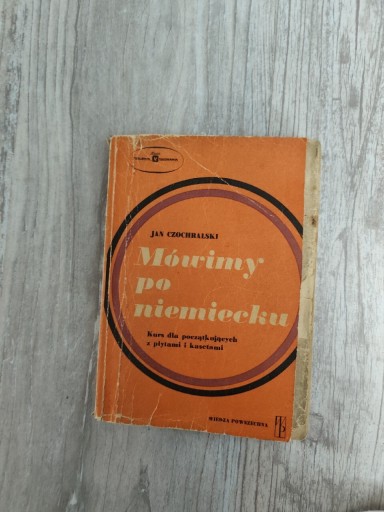 JAN CZOCHRALSKI
Mówimy
po
niemiecku
Kurs dla początkujących
z płytami i kasetami
WIEDZA POWSZECHNA